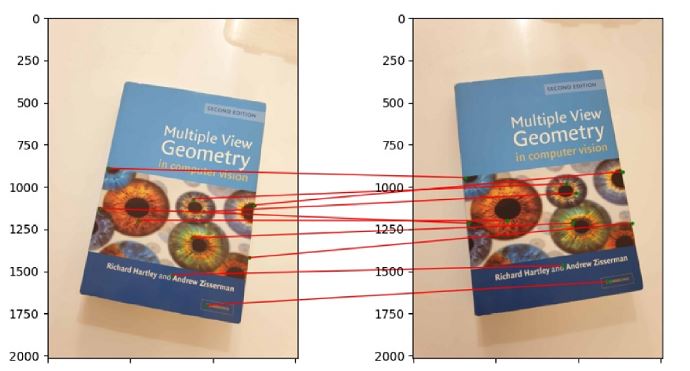 0
250
500
750
1000
1250
1500
1750
2000
SECOND EDITION
Multiple View
Geometry
in computer vision
Richard Hartley and Andrew Zisserman
0
250
500
750
1000
1250
1500
1750
2000
SECOND EDITION
Multiple View
Geometry
in computer vision
Richard Hartley and Andrew Zisserman